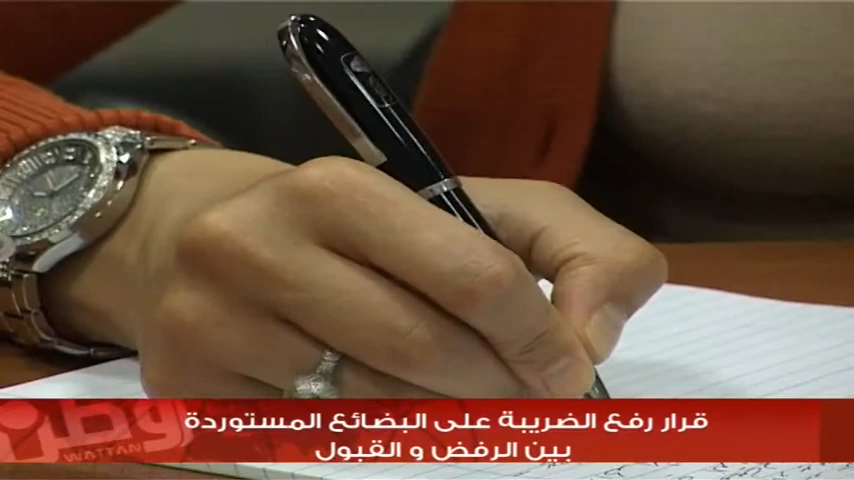 قرار رفع الضريبة على البضائع المستوردة
بين الرفض و القبول
وطن
WATTAN